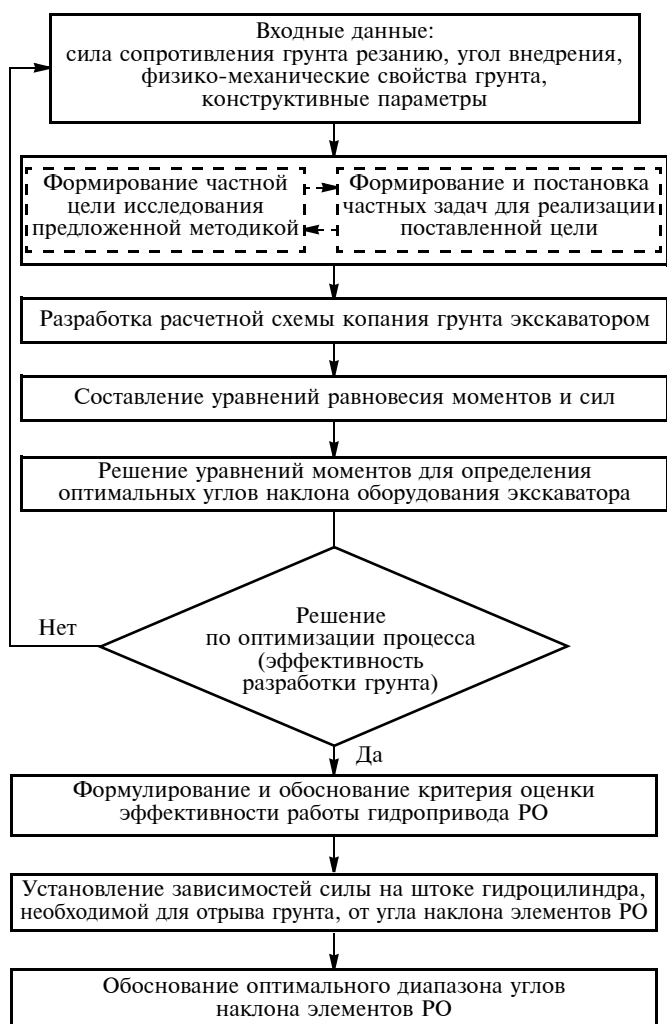 Входные данные:
сила сопротивления грунта резанию, угол внедрения,
физико-механические свойства грунта,
конструктивные параметры
Формирование частной
цели исследования
предложенной методикой
Формирование и постановка
частных задач для реализации
поставленной цели
Разработка расчетной схемы копания грунта экскаватором
Составление уравнений равновесия моментов и сил
Решение уравнений моментов для определения
оптимальных углов наклона оборудования экскаватора
Нет
Решение
по оптимизации процесса
(эффективность
разработки грунта)
Да
Формулирование и обоснование критерия оценки
эффективности работы гидропривода РО
Установление зависимостей силы на штоке гидроцилиндра,
необходимой для отрыва грунта, от угла наклона элементов РО
Обоснование оптимального диапазона углов
наклона элементов РО